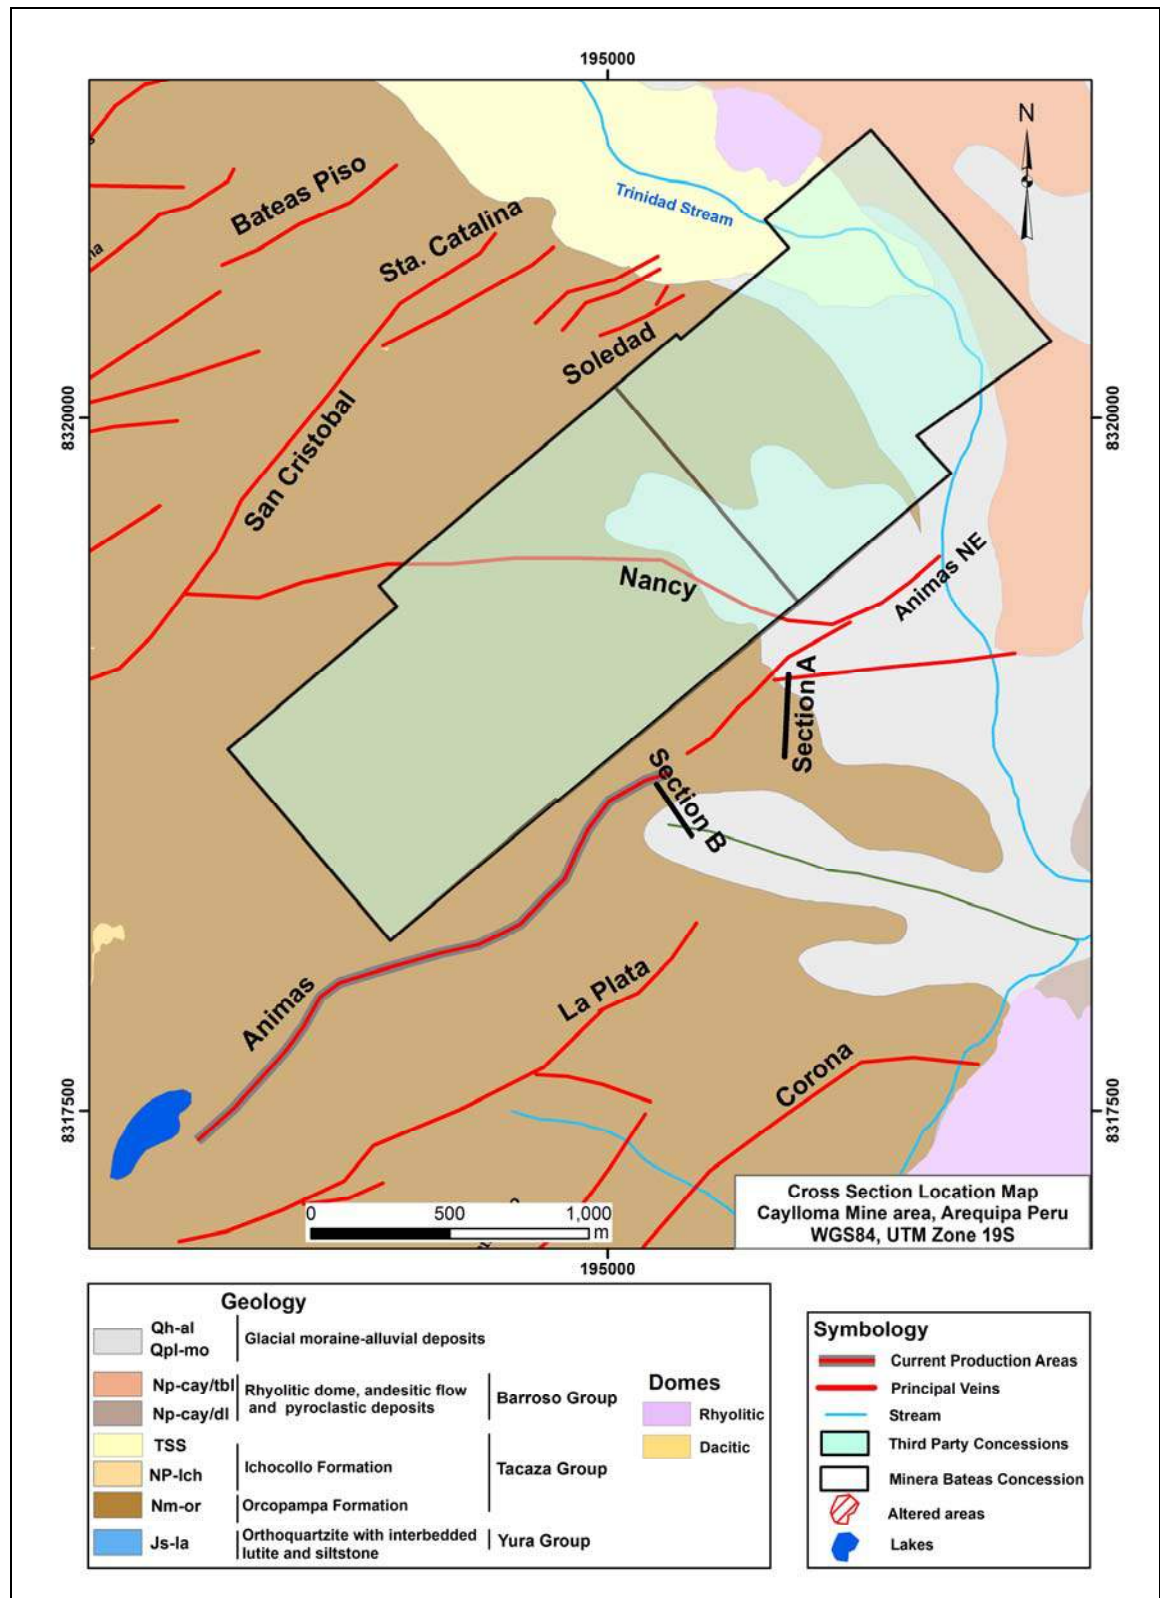 195000
N
Bateas Piso
Trinidad Stream
Sta. Catalina
na
Soledad
8320000
8320000
San Cristobal
Nancy
Animas NE
Section A
Section B
Animas
La Plata
Corona
8317500
8317500
0 500 1,000
m
Cross Section Location Map
Caylloma Mine area, Arequipa Peru
WGS84, UTM Zone 19S
195000
Geology
Qh-al
Qpl-mo
Glacial moraine-alluvial deposits
Np-cay/tbl
Np-cay/dl
Rhyolitic dome, andesitic flow
and pyroclastic deposits
Barroso Group
TSS
NP-Ich
Ichocollo Formation
Tacaza Group
Nm-or
Orcopampa Formation
Js-la
Orthoquartzite with interbedded
lutite and siltstone
Yura Group
Domes
Rhyolitic
Dacitic
Symbology
Current Production Areas
Principal Veins
Stream
Third Party Concessions
Minera Bateas Concession
Altered areas
Lakes